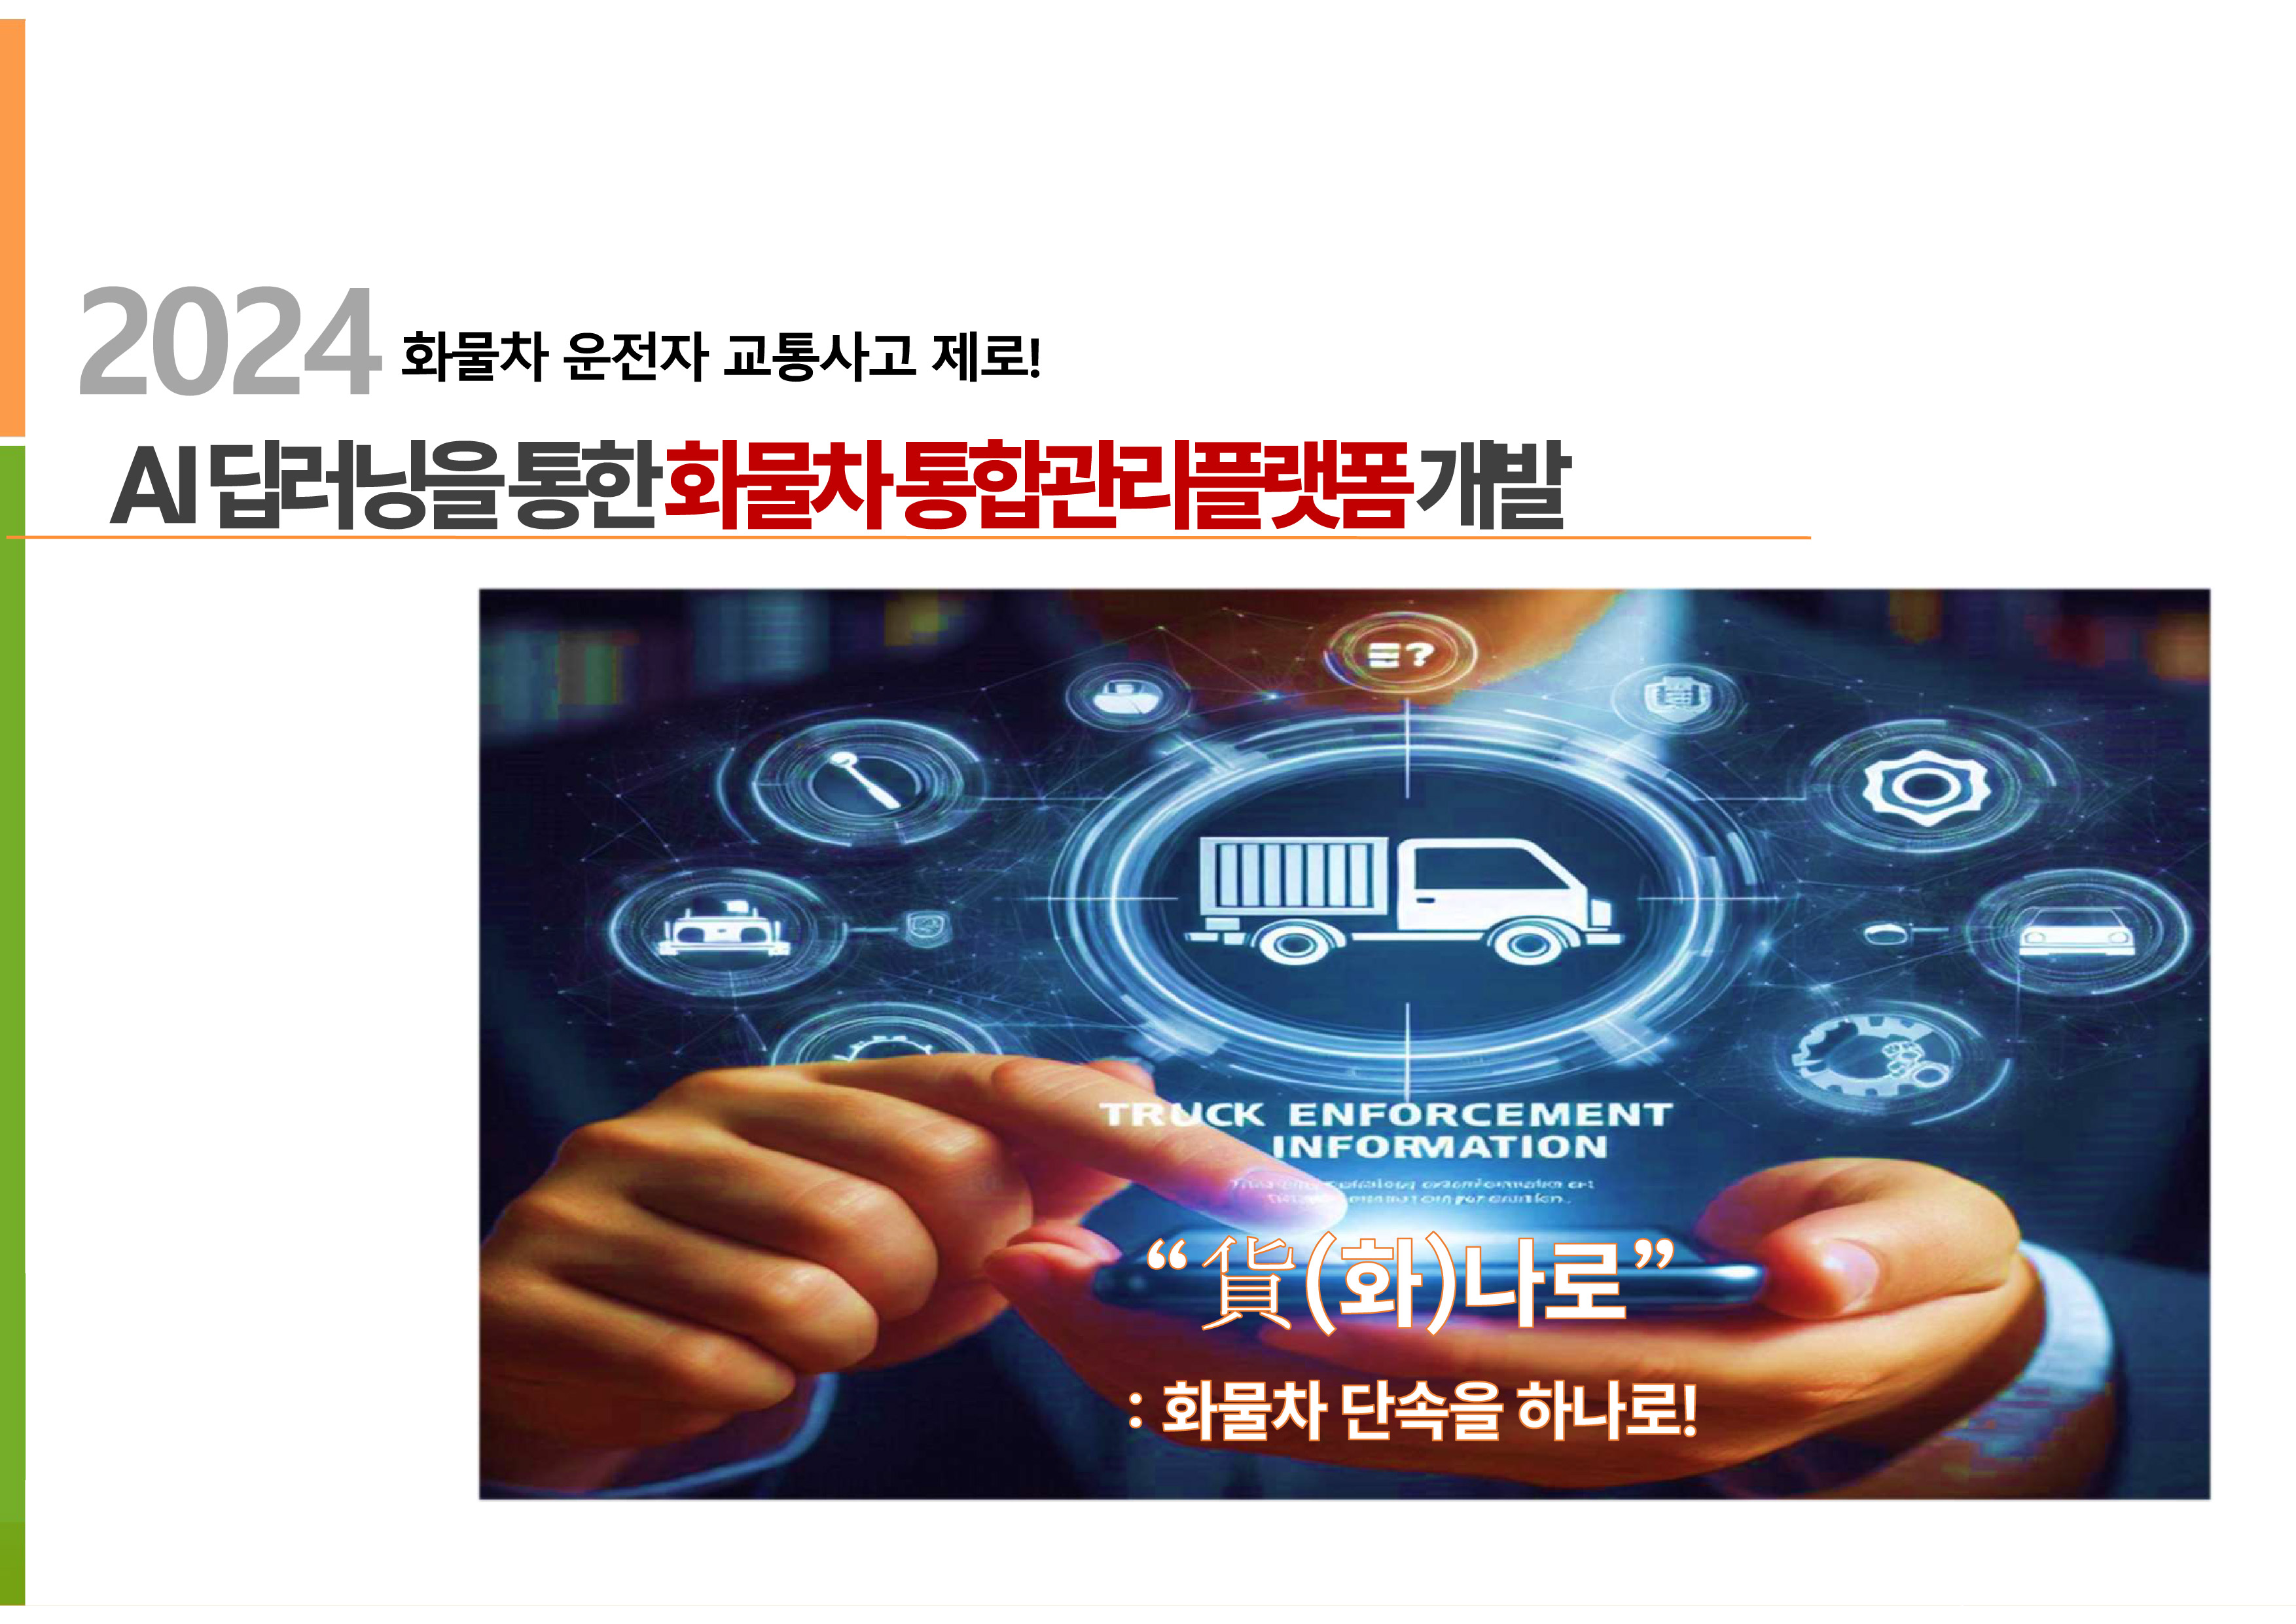 2024 화물차 운전자 교통사고 제로!
AI 딥러닝을 통한 화물차 통합관리플랫폼 개발
≡?
TRUCK ENFORCEMENT
INFORMATION
“貨(화)나로”
: 화물차 단속을 하나로!